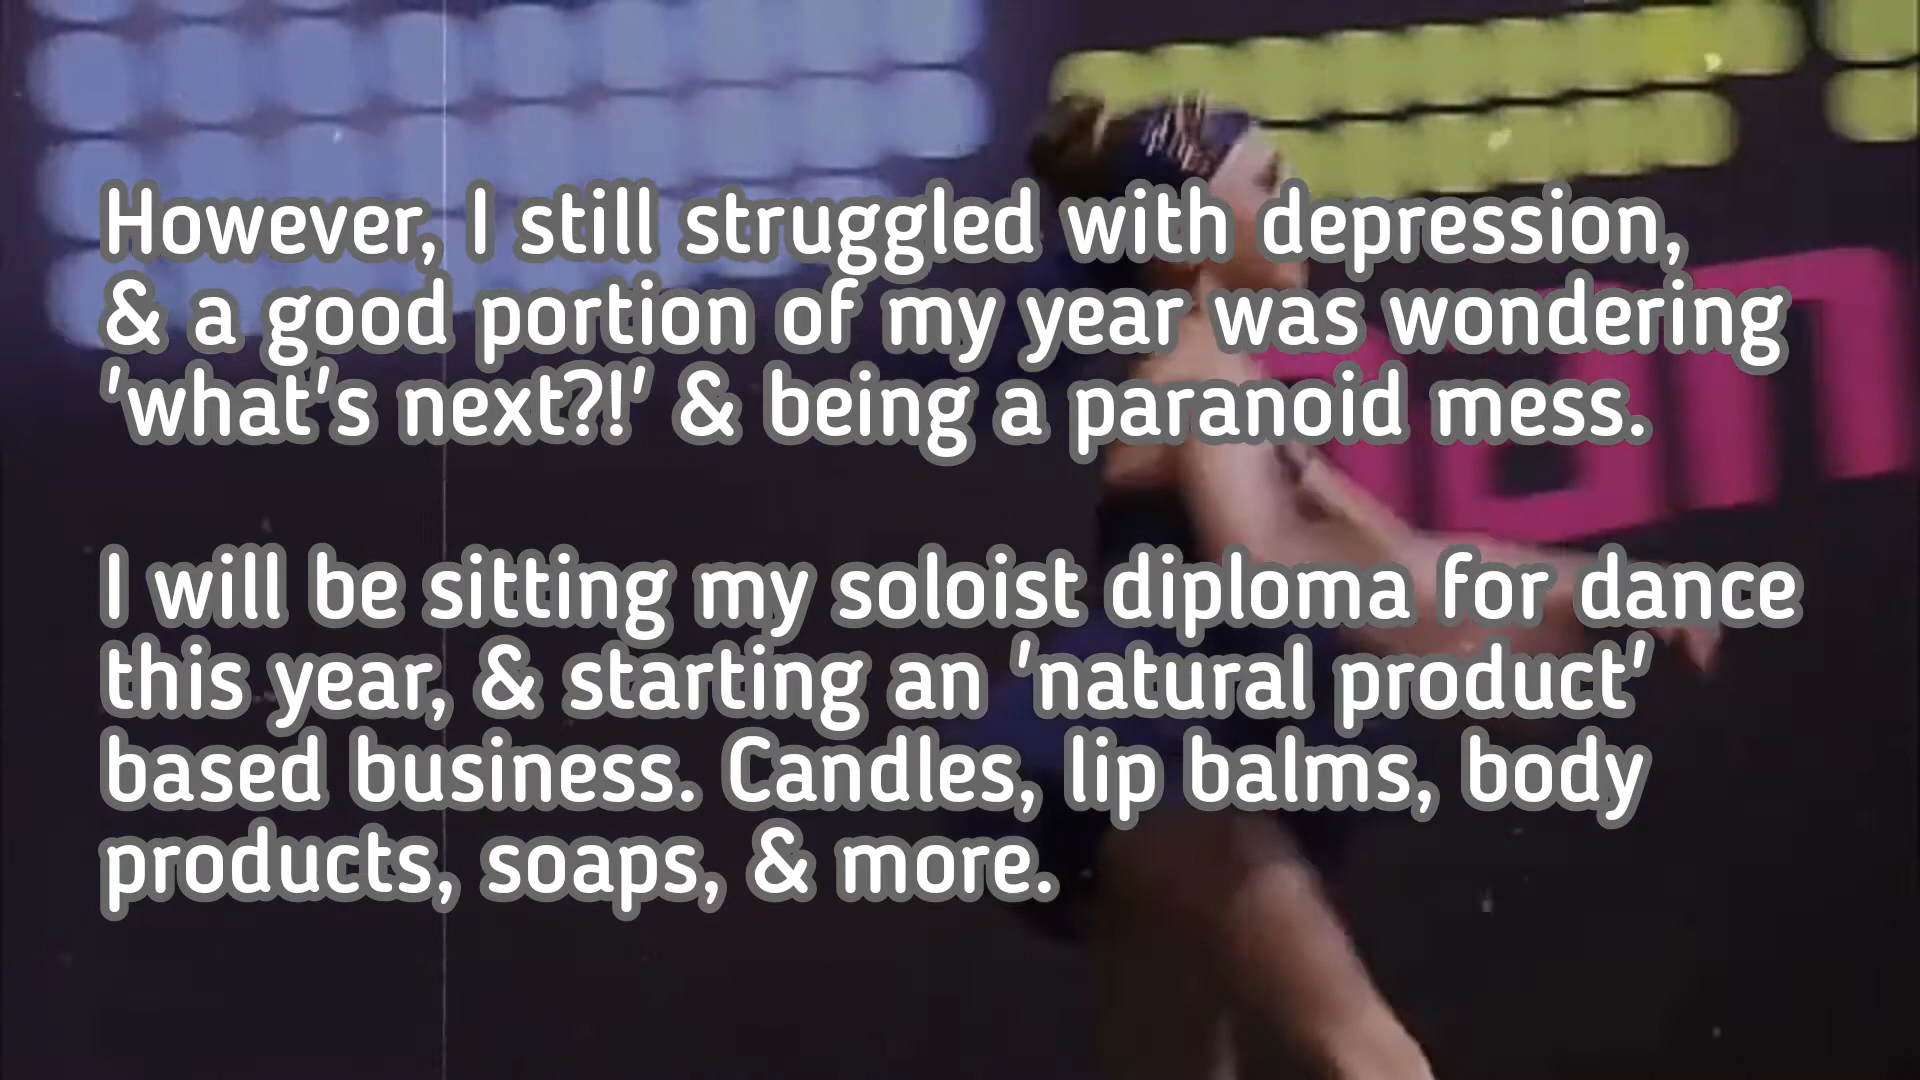 However, I still struggled with depression,
& a good portion of my year was wondering
'what's next?!' & being a paranoid mess.
I will be sitting my soloist diploma for dance
this year, & starting an 'natural product'
based business. Candles, lip balms, body
products, soaps, & more.